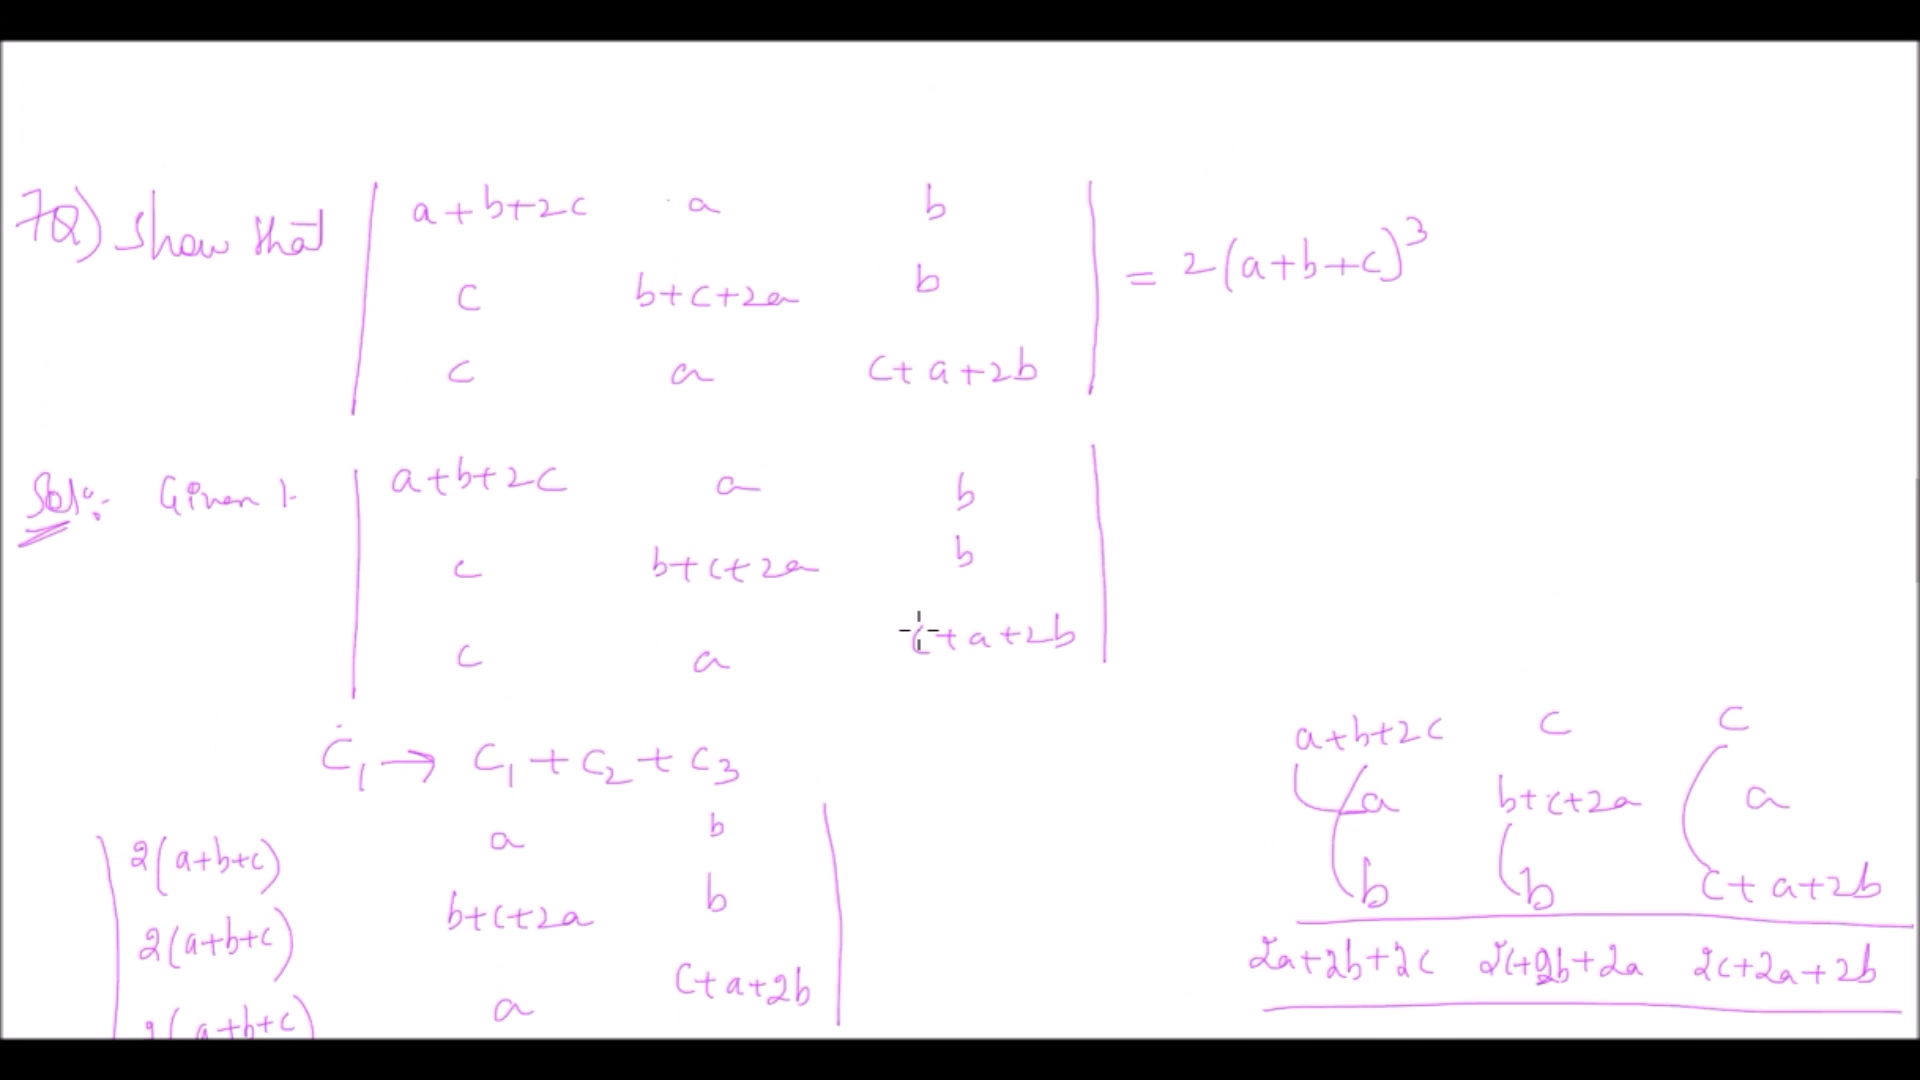 7Q) Show that | a+b+2c a b |
| c b+c+2a b | = 2(a+b+c)³
| c a c+a+2b |
Sol: Given | a+b+2c a b |
| c b+c+2a b |
| c a c+a+2b |
C₁ → C₁ + C₂ + C₃
| 2(a+b+c) a b |
| 2(a+b+c) b+c+2a b |
| 2(a+b+c) a c+a+2b |
a+b+2c c c
a b+c+2a a
b b c+a+2b
2a+2b+2c 2c+2b+2a 2c+2a+2b